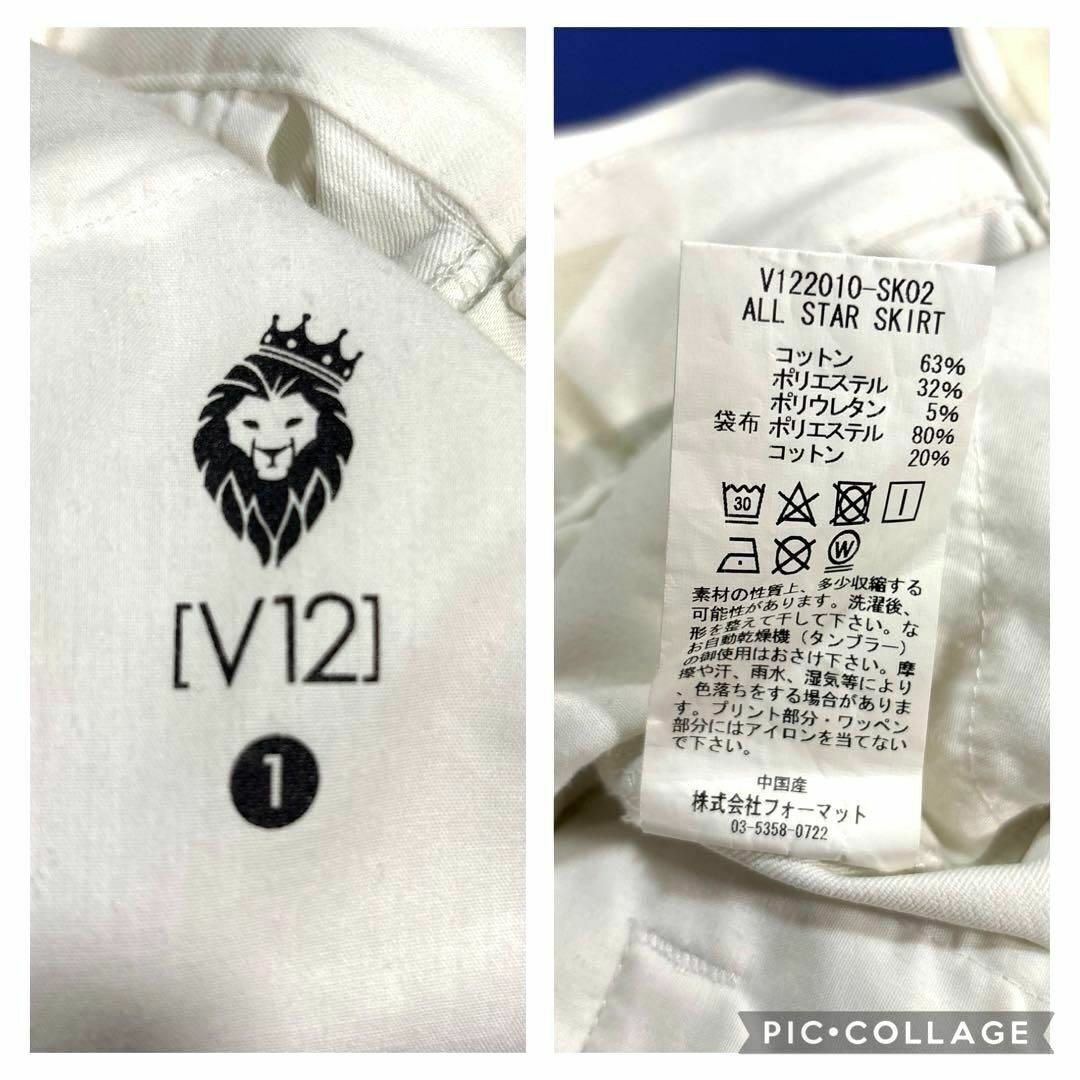 [V12]
1
V122010-SK02
ALL STAR SKIRT
コットン 63%
ポリエステル 32%
ポリウレタン 5%
袋布 ポリエステル 80%
コットン 20%
30
W
素材の性質上、多少収縮する
可能性があります。洗濯後、
形を整えて干して下さい。な
お自動乾燥機（タンブラー）
の御使用はおさけ下さい。摩
擦や汗、雨水、湿気等により
、色落ちをする場合がありま
す。プリント部分・ワッペン
部分にはアイロンを当てない
で下さい。
中国産
株式会社フォーマット
03-5358-0722
PIC•COLLAGE